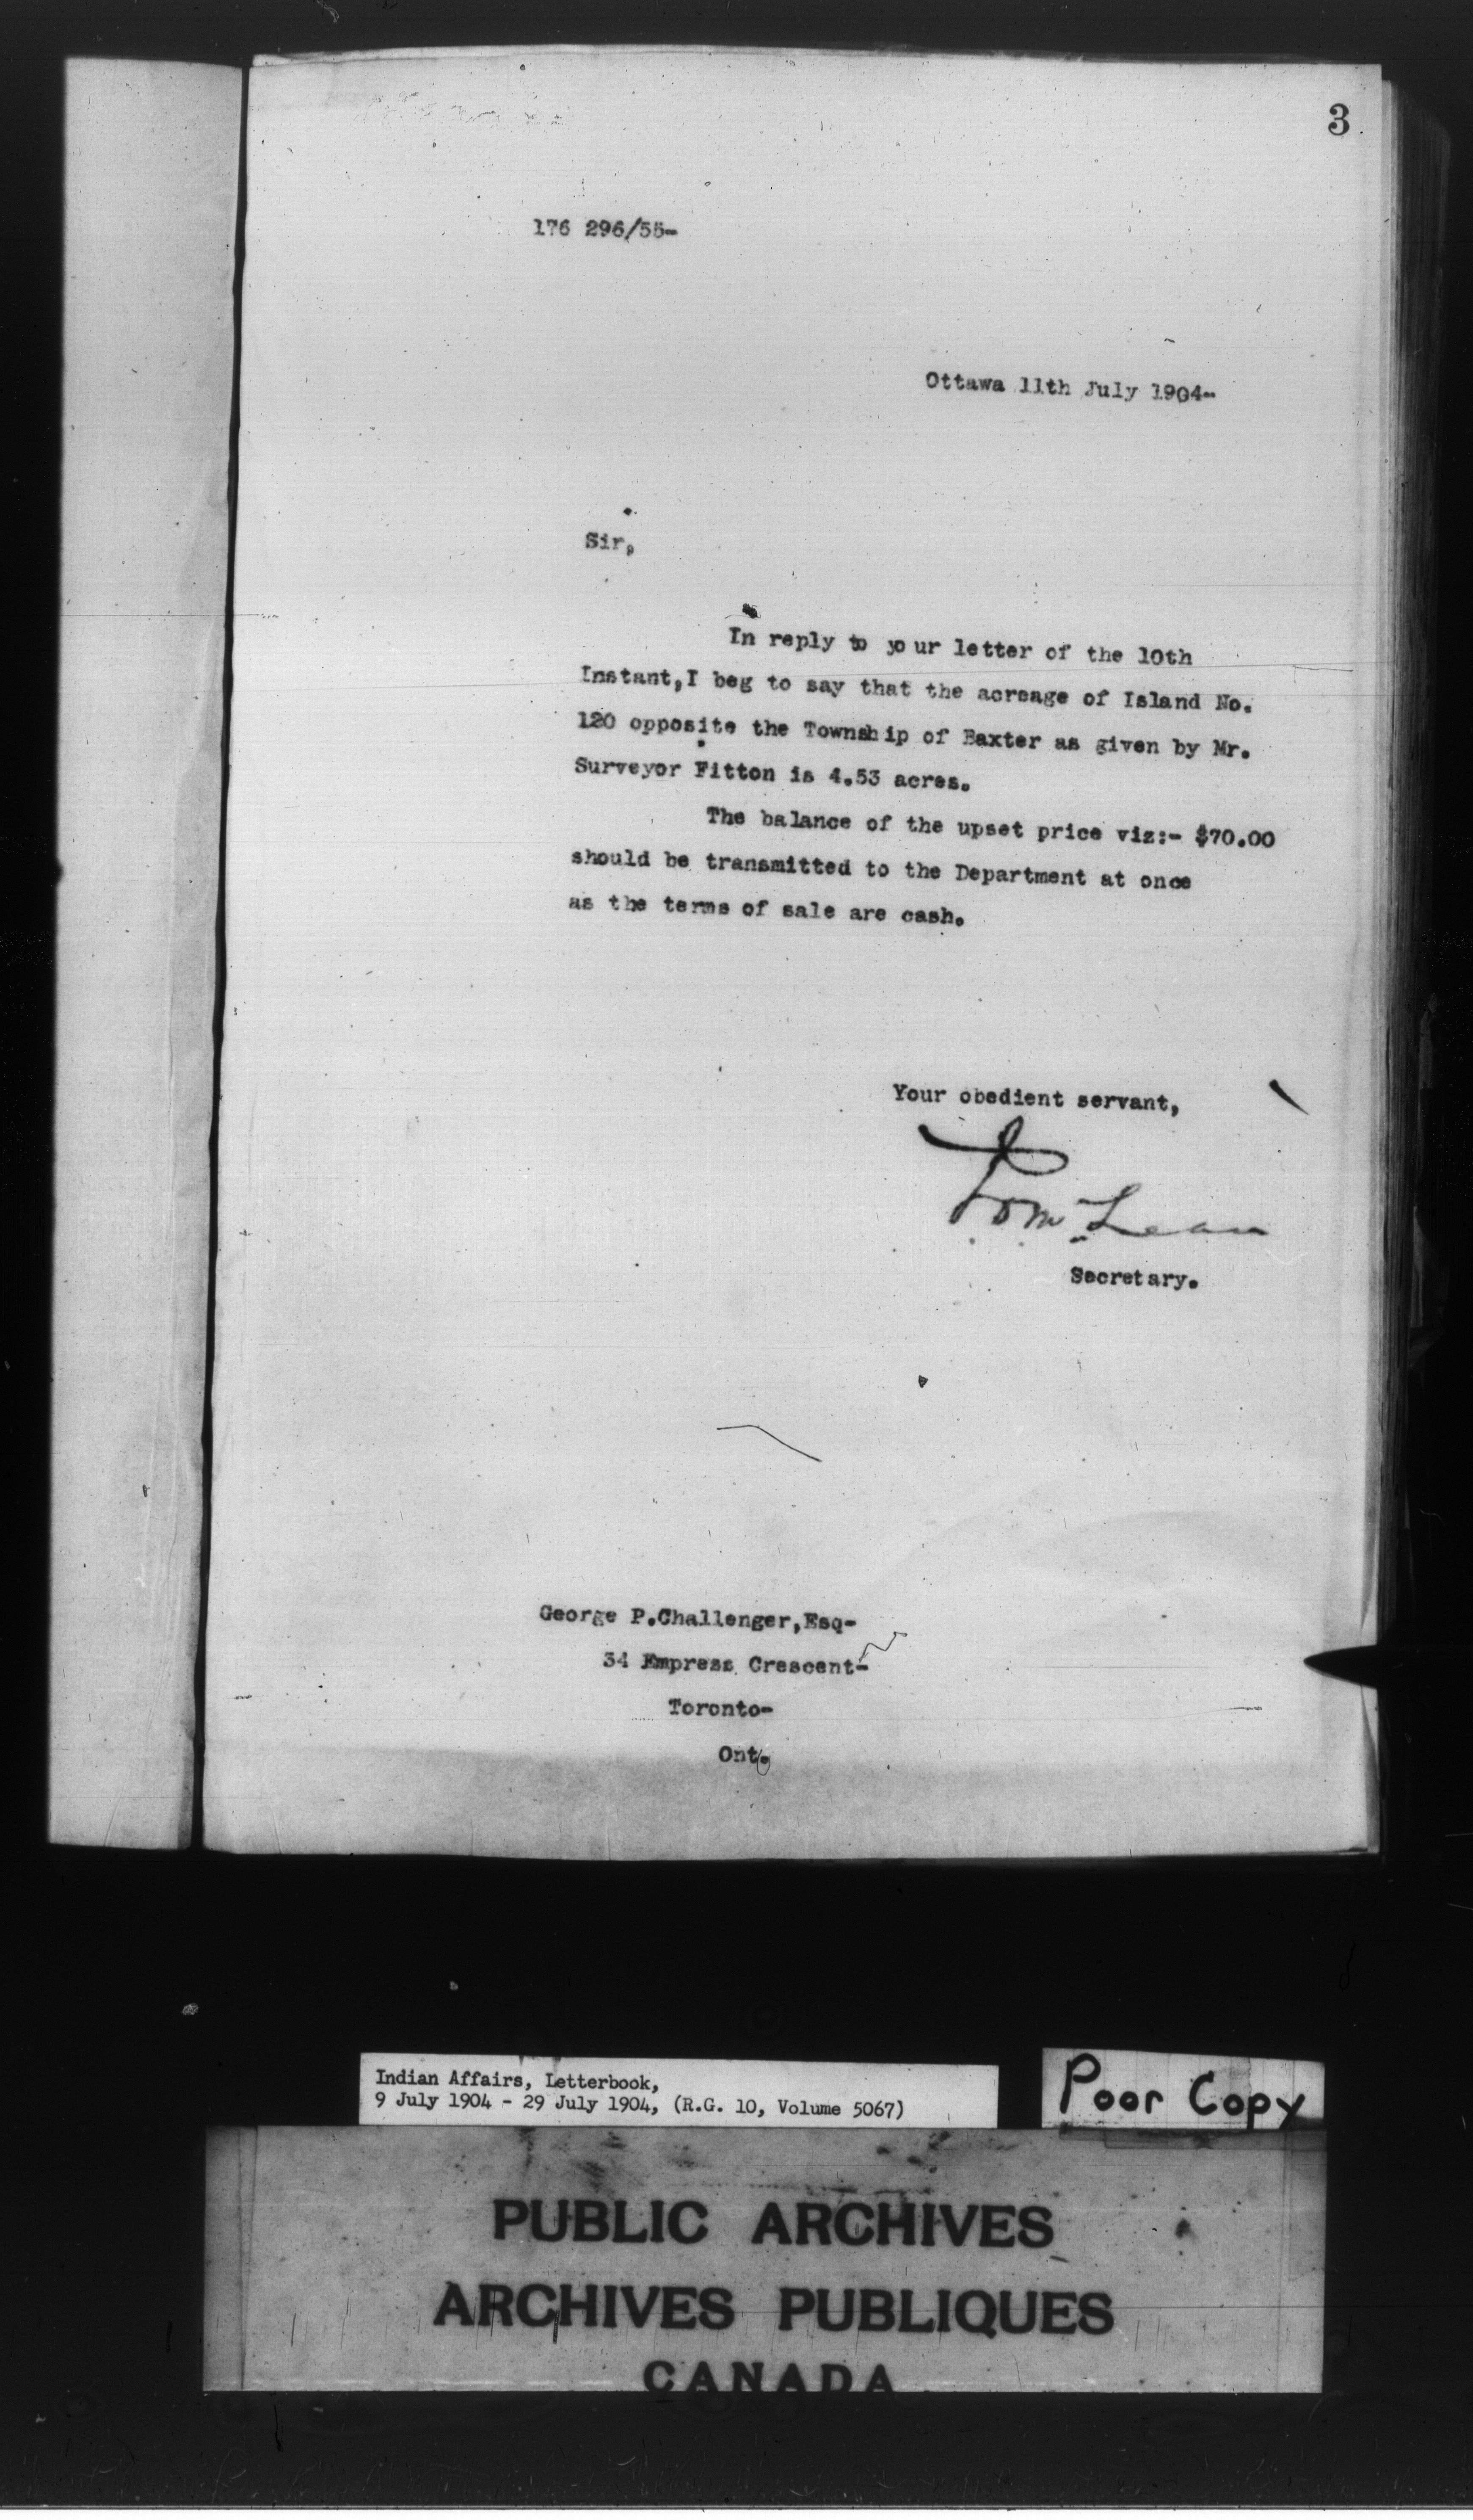 3
176 296/55-
Ottawa 11th July 1904-
Sir,
In reply to your letter of the 10th
Instant, I beg to say that the acreage of Island No.
120 opposite the Township of Baxter as given by Mr.
Surveyor Fitton is 4.53 acres.
The balance of the upset price viz:- $70.00
should be transmitted to the Department at once
as the terms of sale are cash.
Your obedient servant,
McLean
Secretary.
George P.Challenger,Esq-
34 Empress Crescent-
Toronto-
Ont.
Indian Affairs, Letterbook,
9 July 1904 - 29 July 1904, (R.G. 10, Volume 5067)
Poor Copy
PUBLIC ARCHIVES
ARCHIVES PUBLIQUES
CANADA